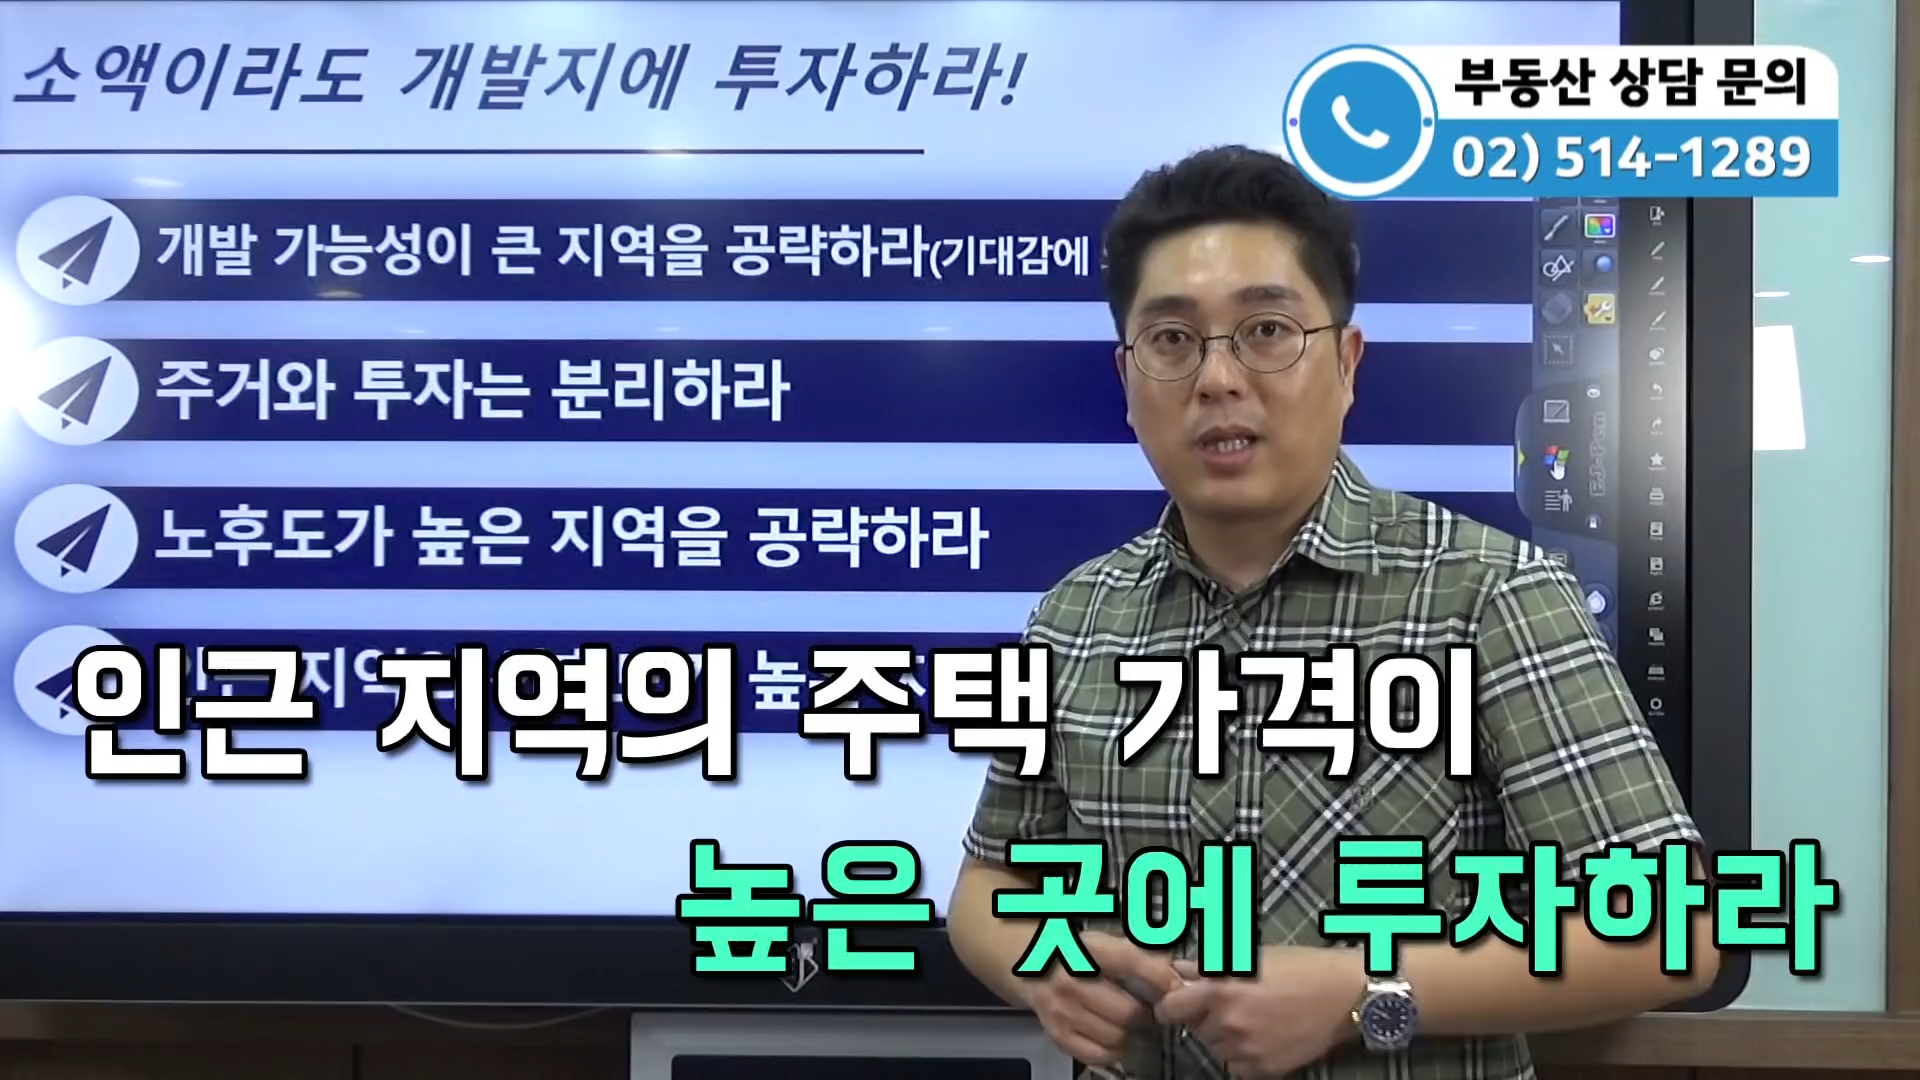 소액이라도 개발지에 투자하라!
부동산 상담 문의
02) 514-1289
개발 가능성이 큰 지역을 공략하라(기대감에
주거와 투자는 분리하라
노후도가 높은 지역을 공략하라
인근 지역의 주택 가격이
높은 곳에 투자하라